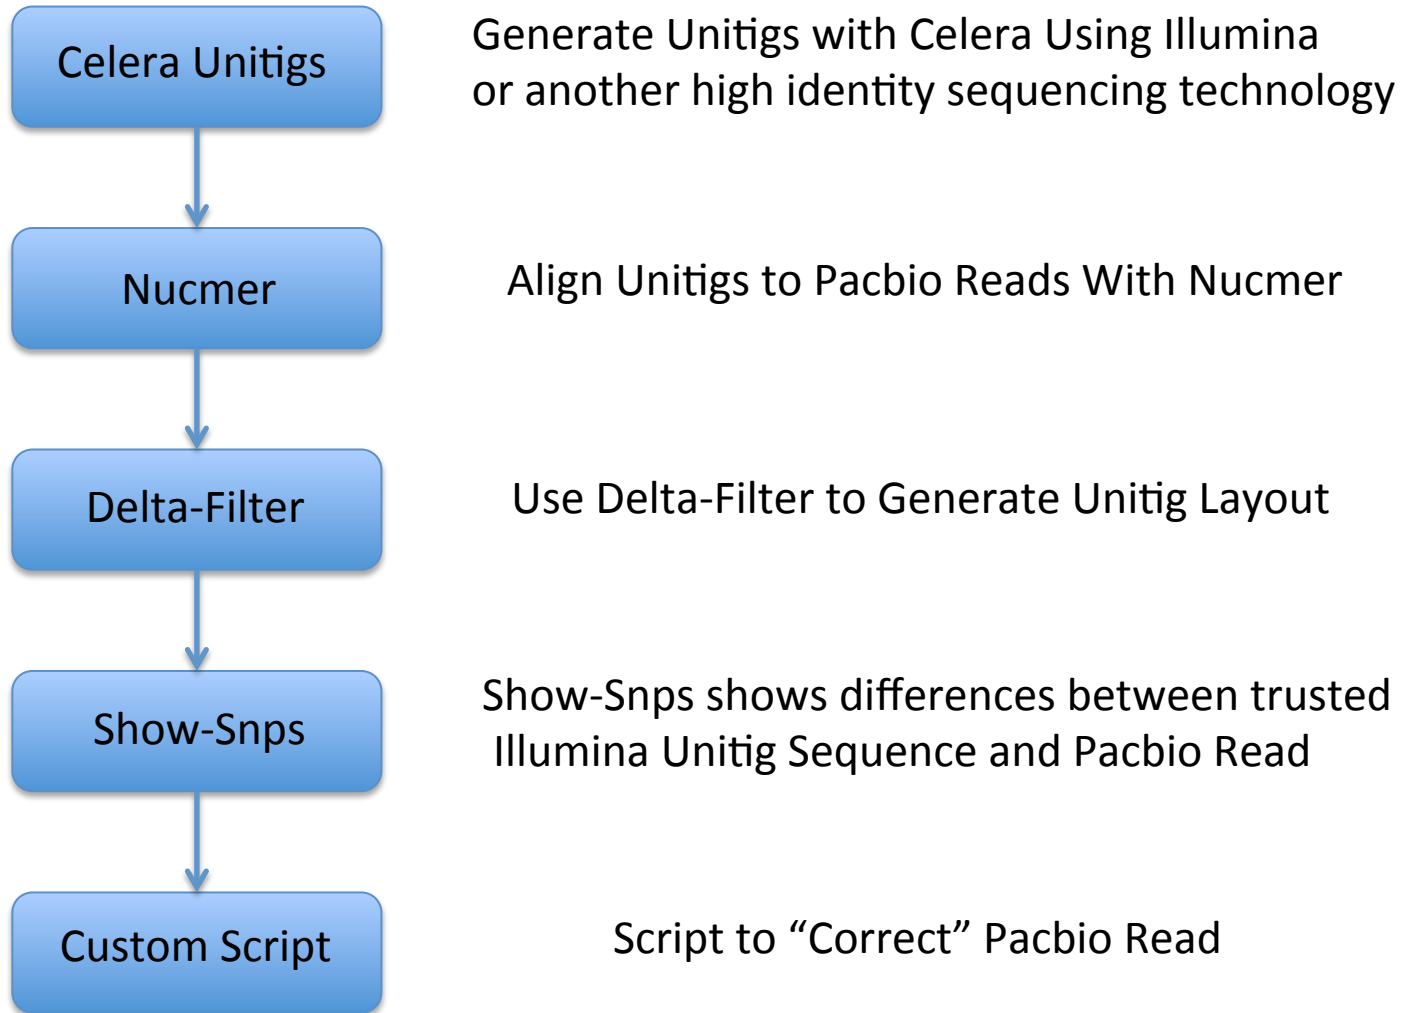 Celera Unitigs
Generate Unitigs with Celera Using Illumina
or another high identity sequencing technology
Nucmer
Align Unitigs to Pacbio Reads With Nucmer
Delta-Filter
Use Delta-Filter to Generate Unitig Layout
Show-Snps
Show-Snps shows differences between trusted
Illumina Unitig Sequence and Pacbio Read
Custom Script
Script to “Correct” Pacbio Read